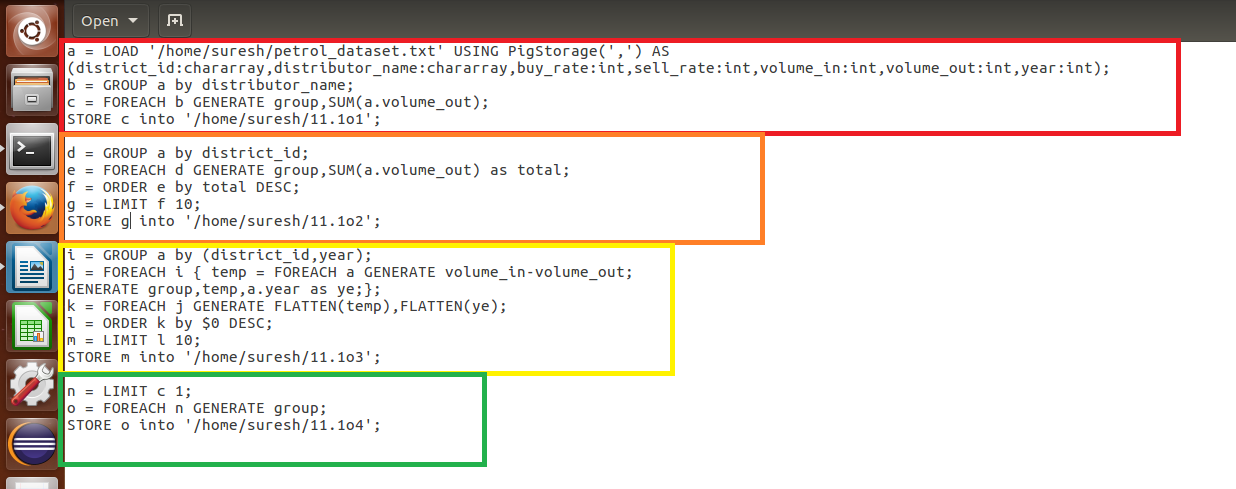 Open
a = LOAD '/home/suresh/petrol_dataset.txt' USING PigStorage(',') AS
(district_id:chararray,distributor_name:chararray,buy_rate:int,sell_rate:int,volume_in:int,volume_out:int,year:int);
b = GROUP a by distributor_name;
c = FOREACH b GENERATE group,SUM(a.volume_out);
STORE c into '/home/suresh/11.1o1';
d = GROUP a by district_id;
e = FOREACH d GENERATE group,SUM(a.volume_out) as total;
f = ORDER e by total DESC;
g = LIMIT f 10;
STORE g into '/home/suresh/11.1o2';
i = GROUP a by (district_id,year);
j = FOREACH i { temp = FOREACH a GENERATE volume_in-volume_out;
GENERATE group,temp,a.year as ye;};
k = FOREACH j GENERATE FLATTEN(temp),FLATTEN(ye);
l = ORDER k by $0 DESC;
m = LIMIT l 10;
STORE m into '/home/suresh/11.1o3';
n = LIMIT c 1;
o = FOREACH n GENERATE group;
STORE o into '/home/suresh/11.1o4';